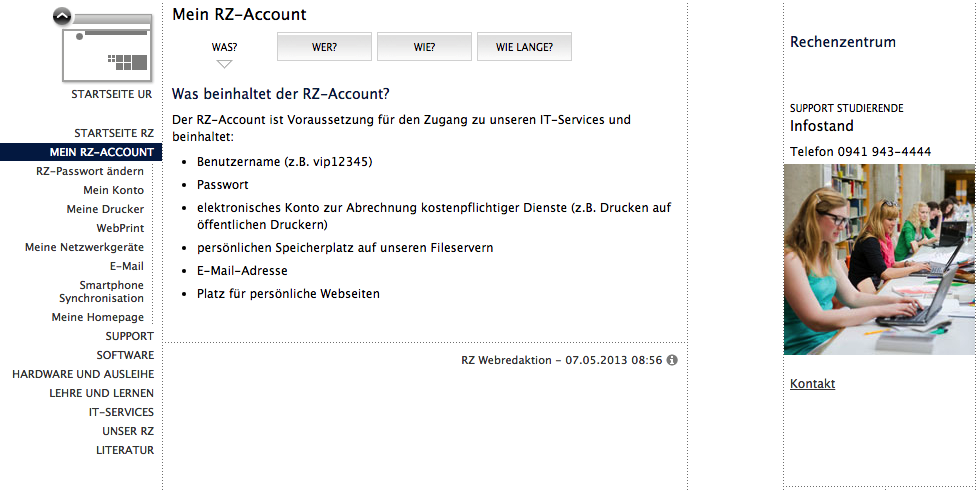 STARTSEITE UR
STARTSEITE RZ
MEIN RZ-ACCOUNT
RZ-Passwort ändern
Mein Konto
Meine Drucker
WebPrint
Meine Netzwerkgeräte
E-Mail
Smartphone
Synchronisation
Meine Homepage
SUPPORT
SOFTWARE
HARDWARE UND AUSLEIHE
LEHRE UND LERNEN
IT-SERVICES
UNSER RZ
LITERATUR
Mein RZ-Account
WAS? WER? WIE? WIE LANGE?
Was beinhaltet der RZ-Account?
Der RZ-Account ist Voraussetzung für den Zugang zu unseren IT-Services und
beinhaltet:
• Benutzername (z.B. vip12345)
• Passwort
• elektronisches Konto zur Abrechnung kostenpflichtiger Dienste (z.B. Drucken auf
öffentlichen Druckern)
• persönlichen Speicherplatz auf unseren Fileservern
• E-Mail-Adresse
• Platz für persönliche Webseiten
RZ Webredaktion - 07.05.2013 08:56 i
Rechenzentrum
SUPPORT STUDIERENDE
Infostand
Telefon 0941 943-4444
Kontakt